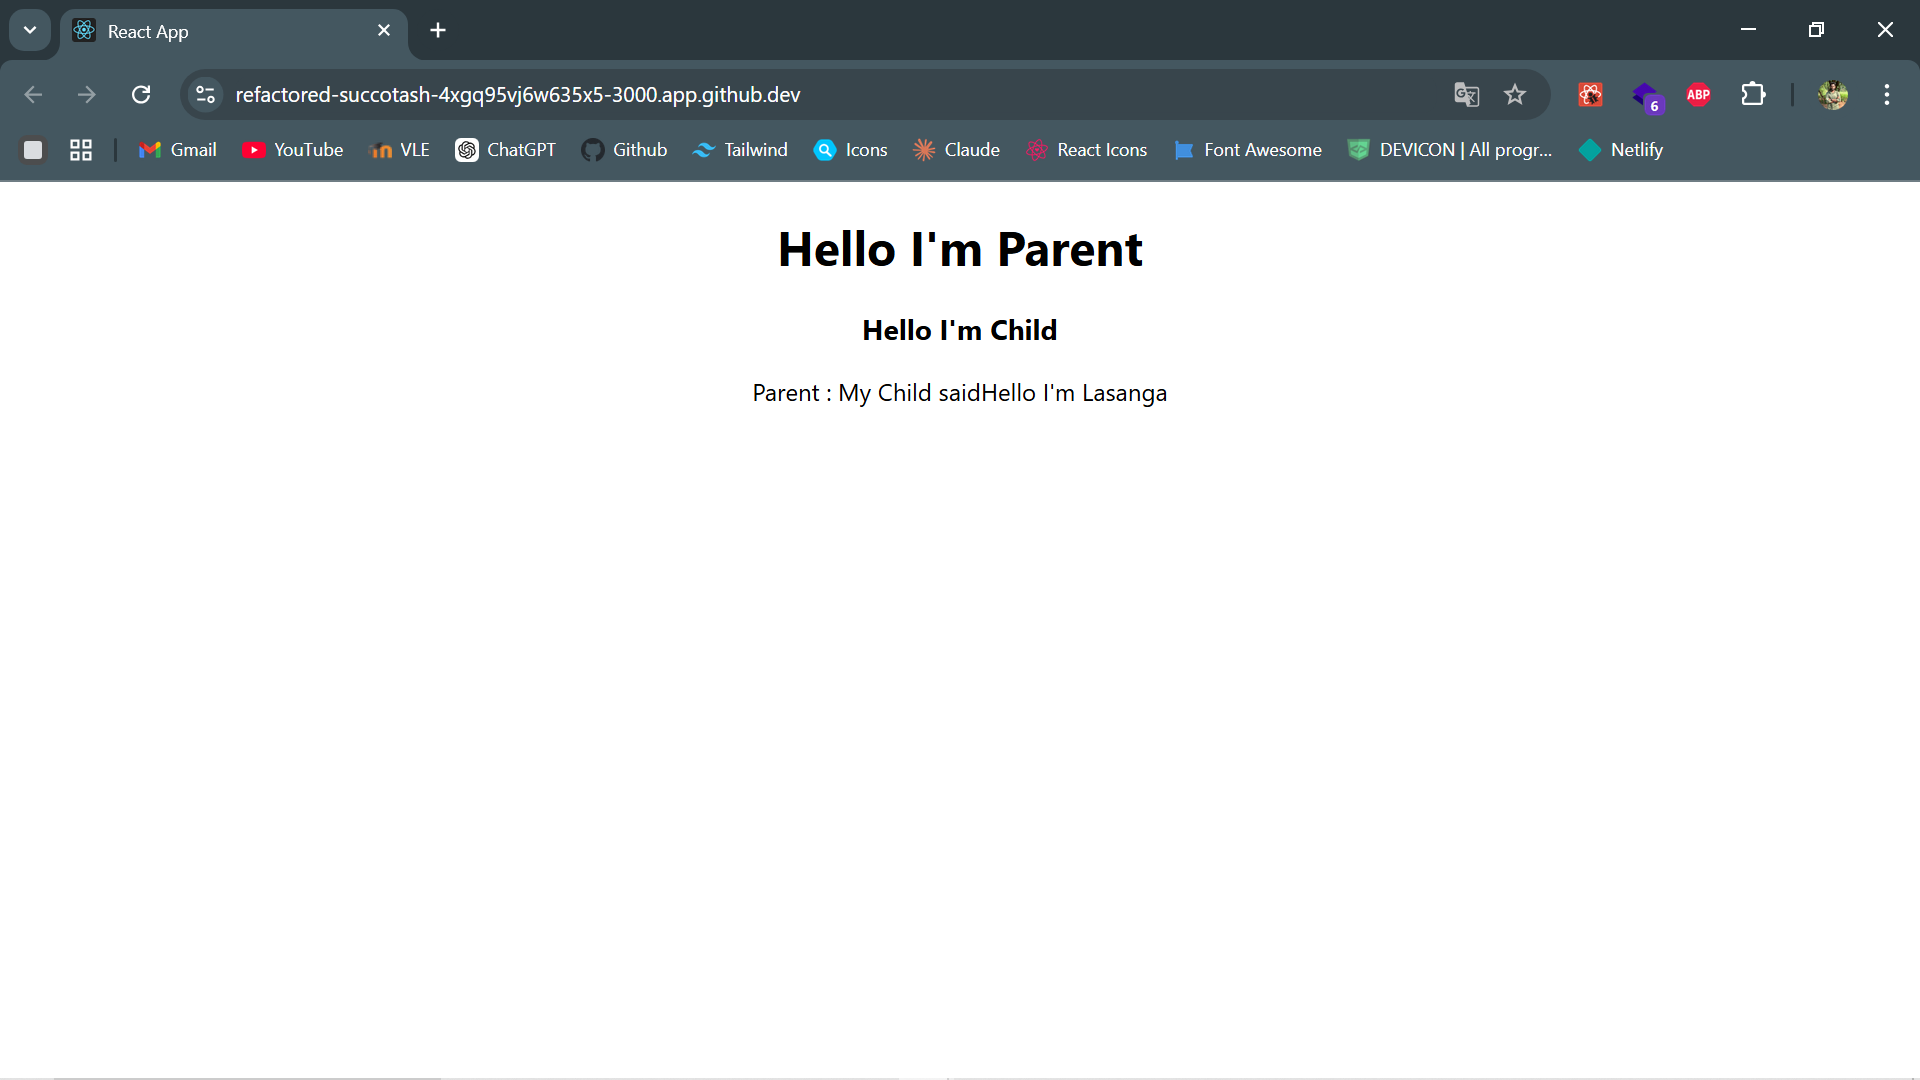 React App
refactored-succotash-4xgq95vj6w635x5-3000.app.github.dev
6
ABP
Gmail YouTube VLE ChatGPT Github Tailwind Icons Claude React Icons Font Awesome DEVICON | All progr... Netlify
Hello I'm Parent
Hello I'm Child
Parent : My Child saidHello I'm Lasanga